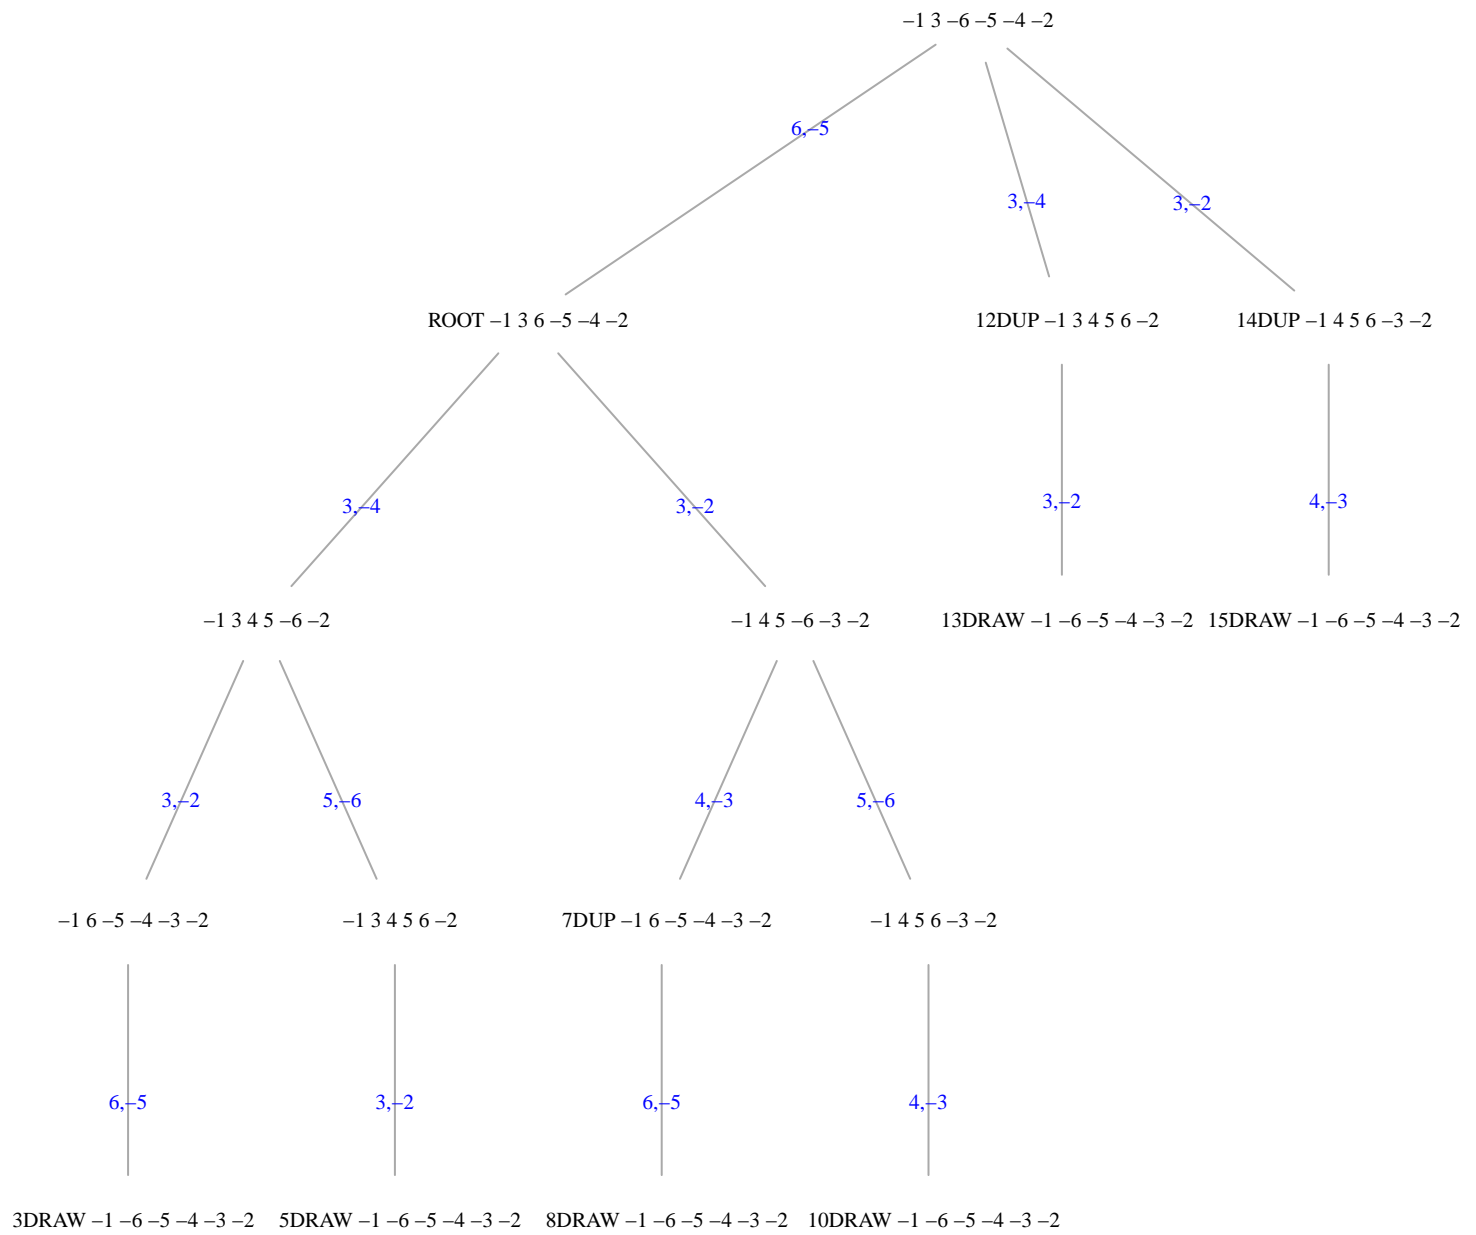 –1 3 –6 –5 –4 –2
6,–5
3,–4
3,–2
ROOT –1 3 6 –5 –4 –2
12DUP –1 3 4 5 6 –2
14DUP –1 4 5 6 –3 –2
3,–4
3,–2
3,–2
4,–3
–1 3 4 5 –6 –2
–1 4 5 –6 –3 –2
13DRAW –1 –6 –5 –4 –3 –2
15DRAW –1 –6 –5 –4 –3 –2
3,–2
5,–6
4,–3
5,–6
–1 6 –5 –4 –3 –2
–1 3 4 5 6 –2
7DUP –1 6 –5 –4 –3 –2
–1 4 5 6 –3 –2
6,–5
3,–2
6,–5
4,–3
3DRAW –1 –6 –5 –4 –3 –2
5DRAW –1 –6 –5 –4 –3 –2
8DRAW –1 –6 –5 –4 –3 –2
10DRAW –1 –6 –5 –4 –3 –2